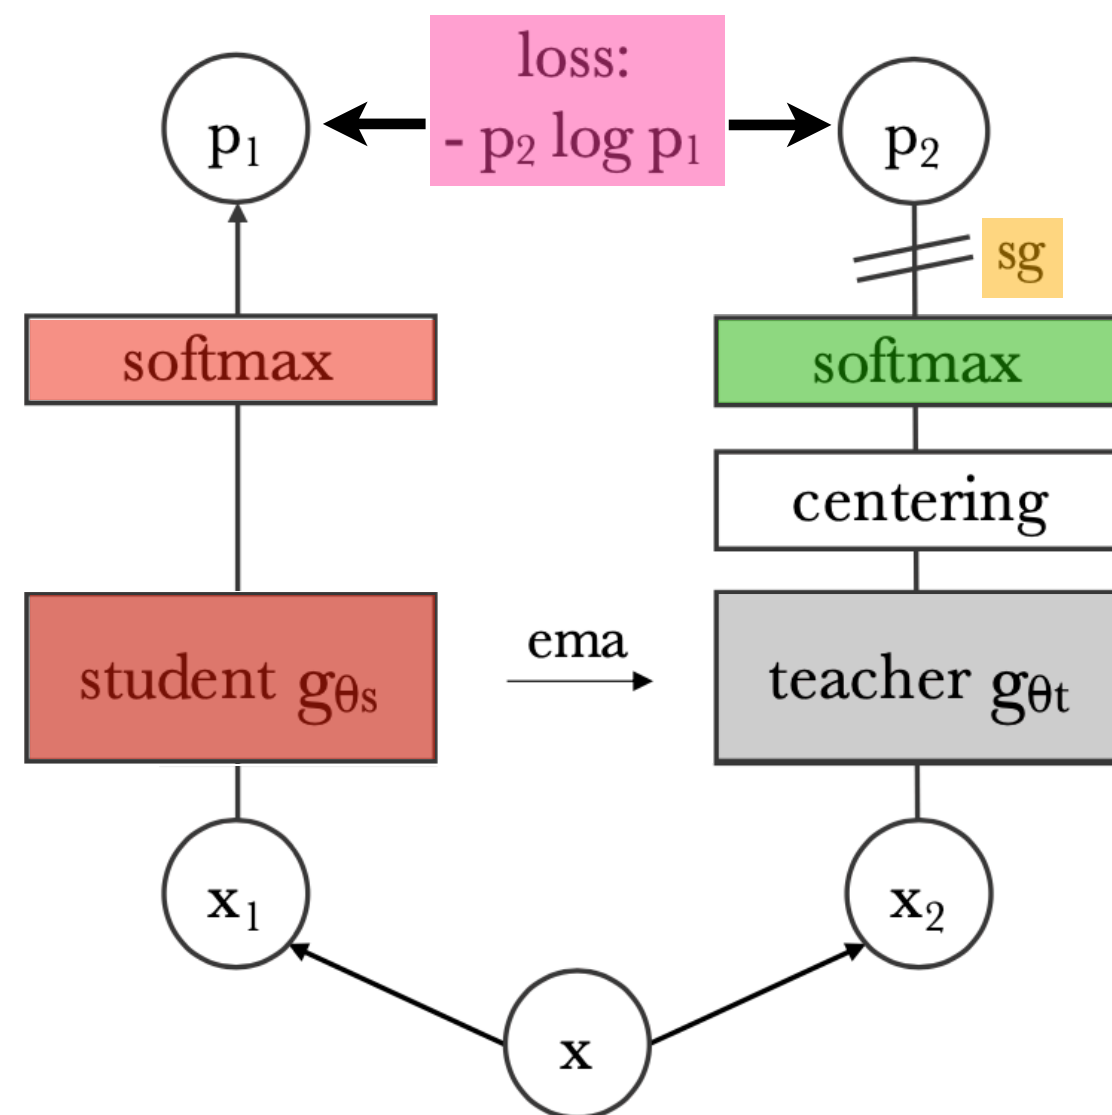 loss:
- p₂ log p₁
p₁
p₂
sg
softmax
softmax
centering
student gθs
ema
teacher gθt
x₁
x₂
x